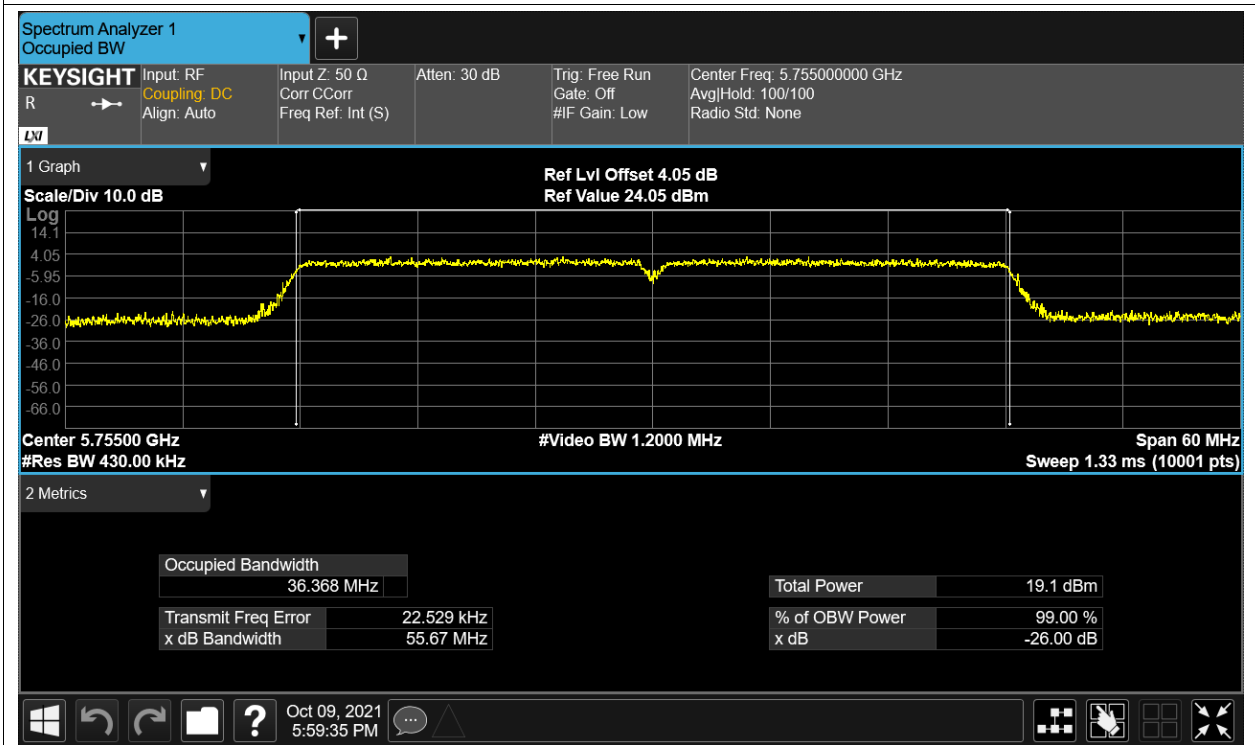 Spectrum Analyzer 1
Occupied BW
KEYSIGHT Input: RF Input Z: 50 Ω Atten: 30 dB Trig: Free Run Center Freq: 5.755000000 GHz
R Coupling: DC Corr CCorr Gate: Off Avg|Hold: 100/100
Align: Auto Freq Ref: Int (S) #IF Gain: Low Radio Std: None
LXI
1 Graph
Ref Lvl Offset 4.05 dB
Scale/Div 10.0 dB Ref Value 24.05 dBm
Log
14.1
4.05
-5.95
-16.0
-26.0
-36.0
-46.0
-56.0
-66.0
Center 5.75500 GHz #Video BW 1.2000 MHz Span 60 MHz
#Res BW 430.00 kHz Sweep 1.33 ms (10001 pts)
2 Metrics
Occupied Bandwidth
36.368 MHz Total Power 19.1 dBm
Transmit Freq Error 22.529 kHz % of OBW Power 99.00 %
x dB Bandwidth 55.67 MHz x dB -26.00 dB
Oct 09, 2021
5:59:35 PM